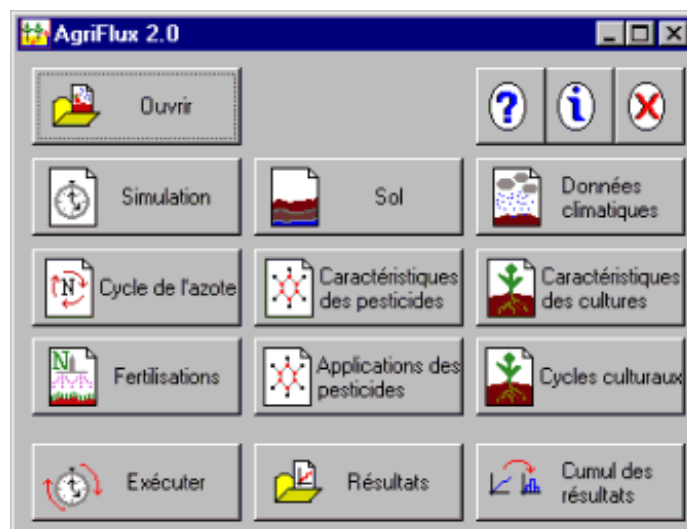 AgriFlux 2.0
Ouvrir
?
i
X
Simulation
Sol
Données
climatiques
N
Cycle de l'azote
Caractéristiques
des pesticides
Caractéristiques
des cultures
N
Fertilisations
Applications des
pesticides
Cycles culturaux
Exécuter
Résultats
Cumul des
résultats